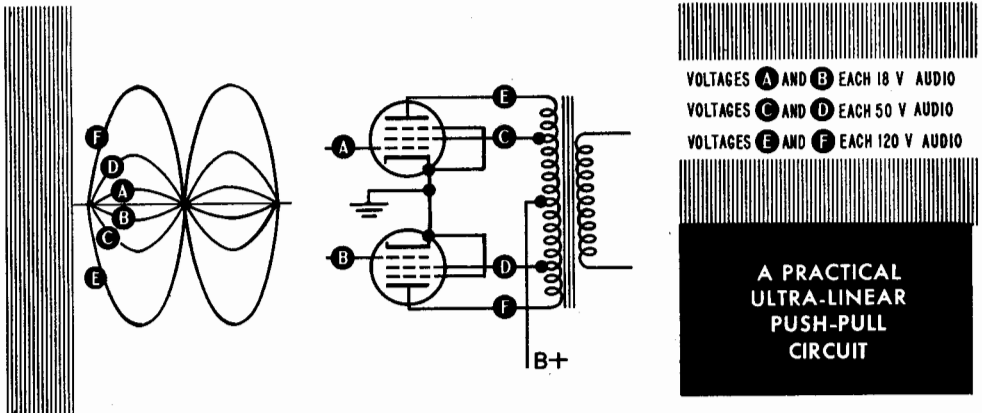 F
D
A
B
C
E
A
B
E
C
D
F
B+
VOLTAGES A AND B EACH 18 V AUDIO
VOLTAGES C AND D EACH 50 V AUDIO
VOLTAGES E AND F EACH 120 V AUDIO
A PRACTICAL
ULTRA-LINEAR
PUSH-PULL
CIRCUIT